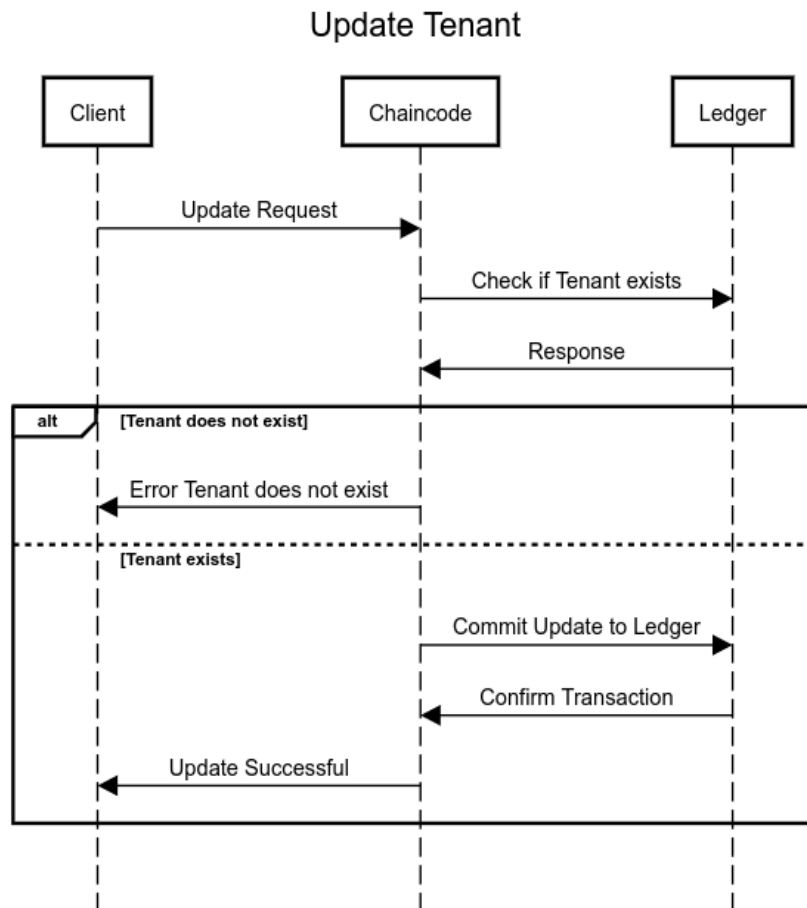 Update Tenant
Client
Chaincode
Ledger
Update Request
Check if Tenant exists
Response
alt
[Tenant does not exist]
Error Tenant does not exist
[Tenant exists]
Commit Update to Ledger
Confirm Transaction
Update Successful